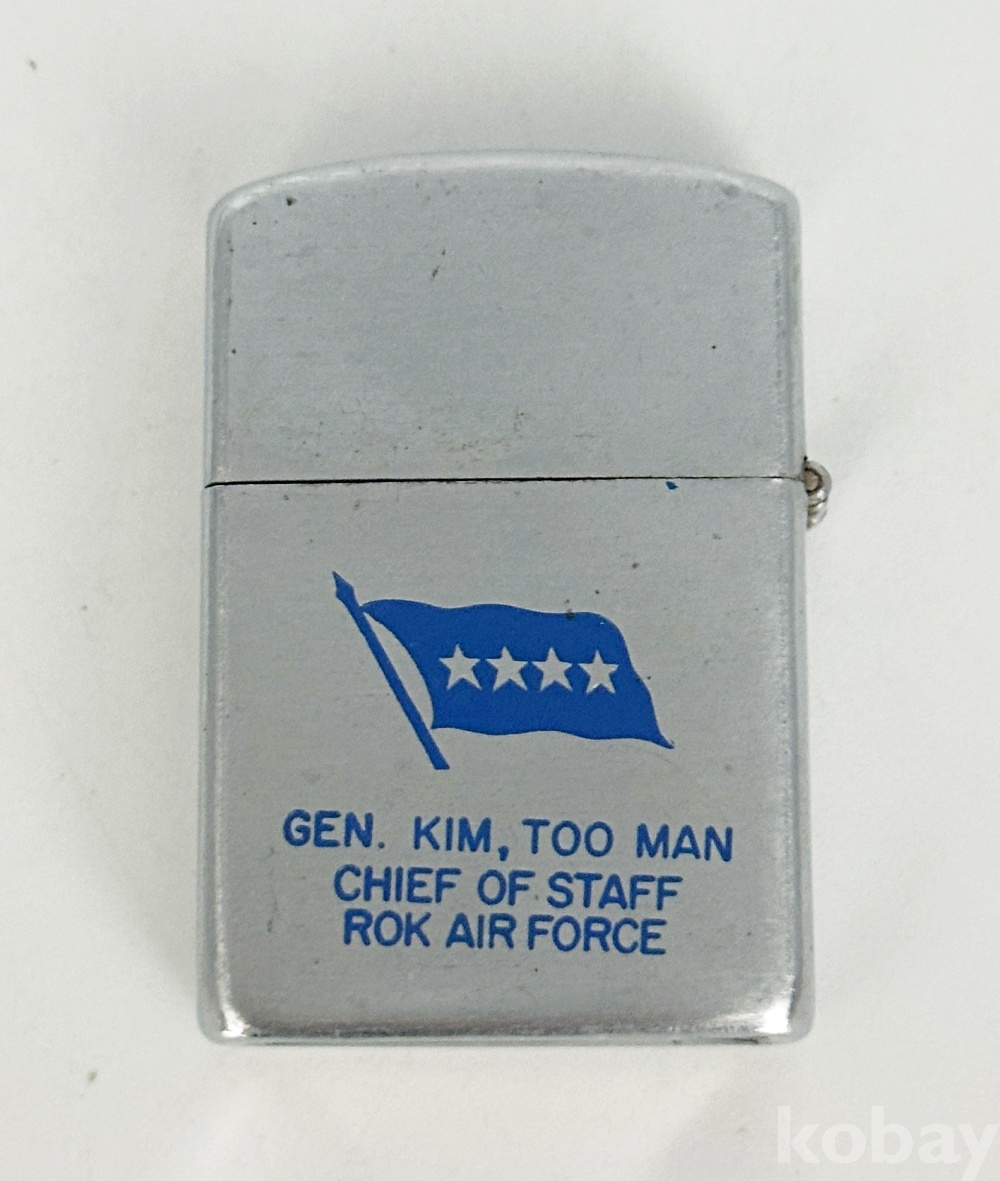 GEN. KIM, TOO MAN
CHIEF OF STAFF
ROK AIR FORCE
kobay